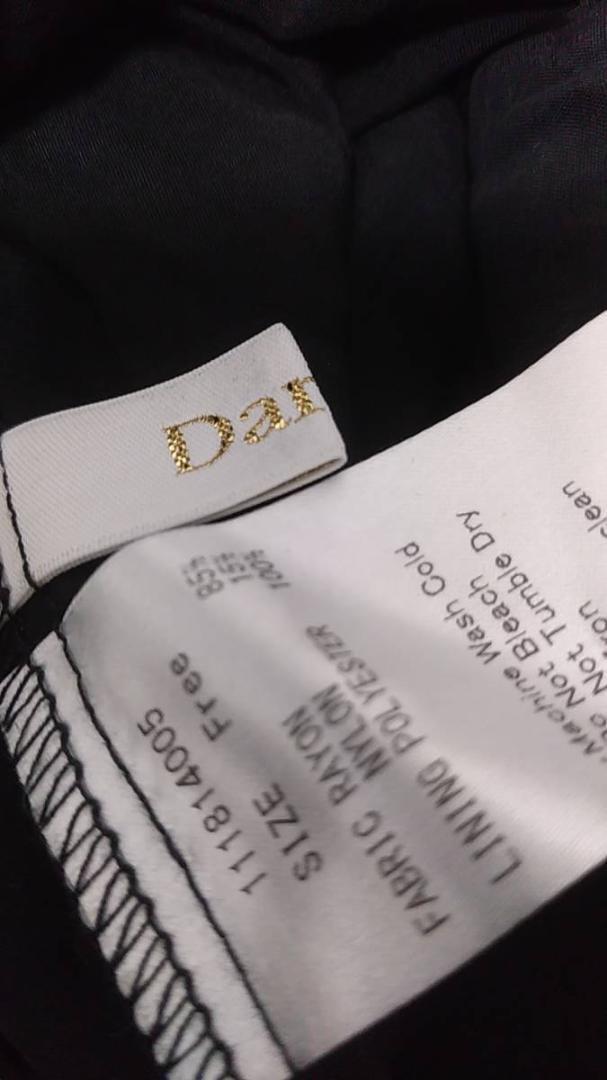 Dar
111814005
SIZE Free
FABRIC RAYON 85%
NYLON 15%
LINING POLYESTER 100%
Machine Wash Cold
Not Bleach
Not Tumble Dry